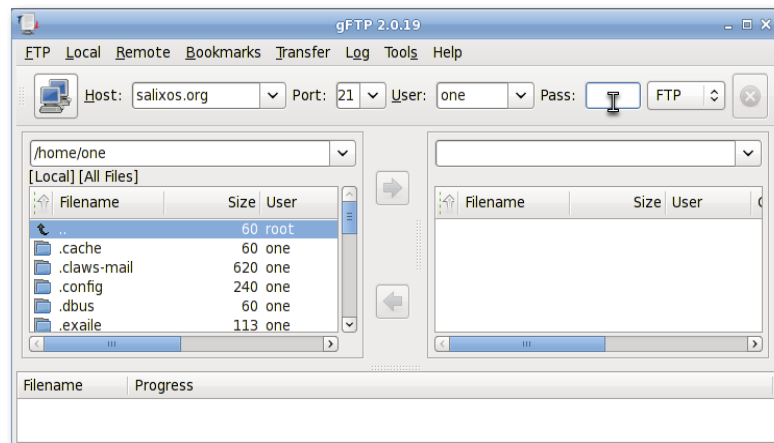 gFTP 2.0.19
FTP Local Remote Bookmarks Transfer Log Tools Help
Host: salixos.org Port: 21 User: one Pass: FTP
/home/one
[Local] [All Files]
Filename Size User Filename Size User
.. 60 root
.cache 60 one
.claws-mail 620 one
.config 240 one
.dbus 60 one
.exaile 113 one
Filename Progress